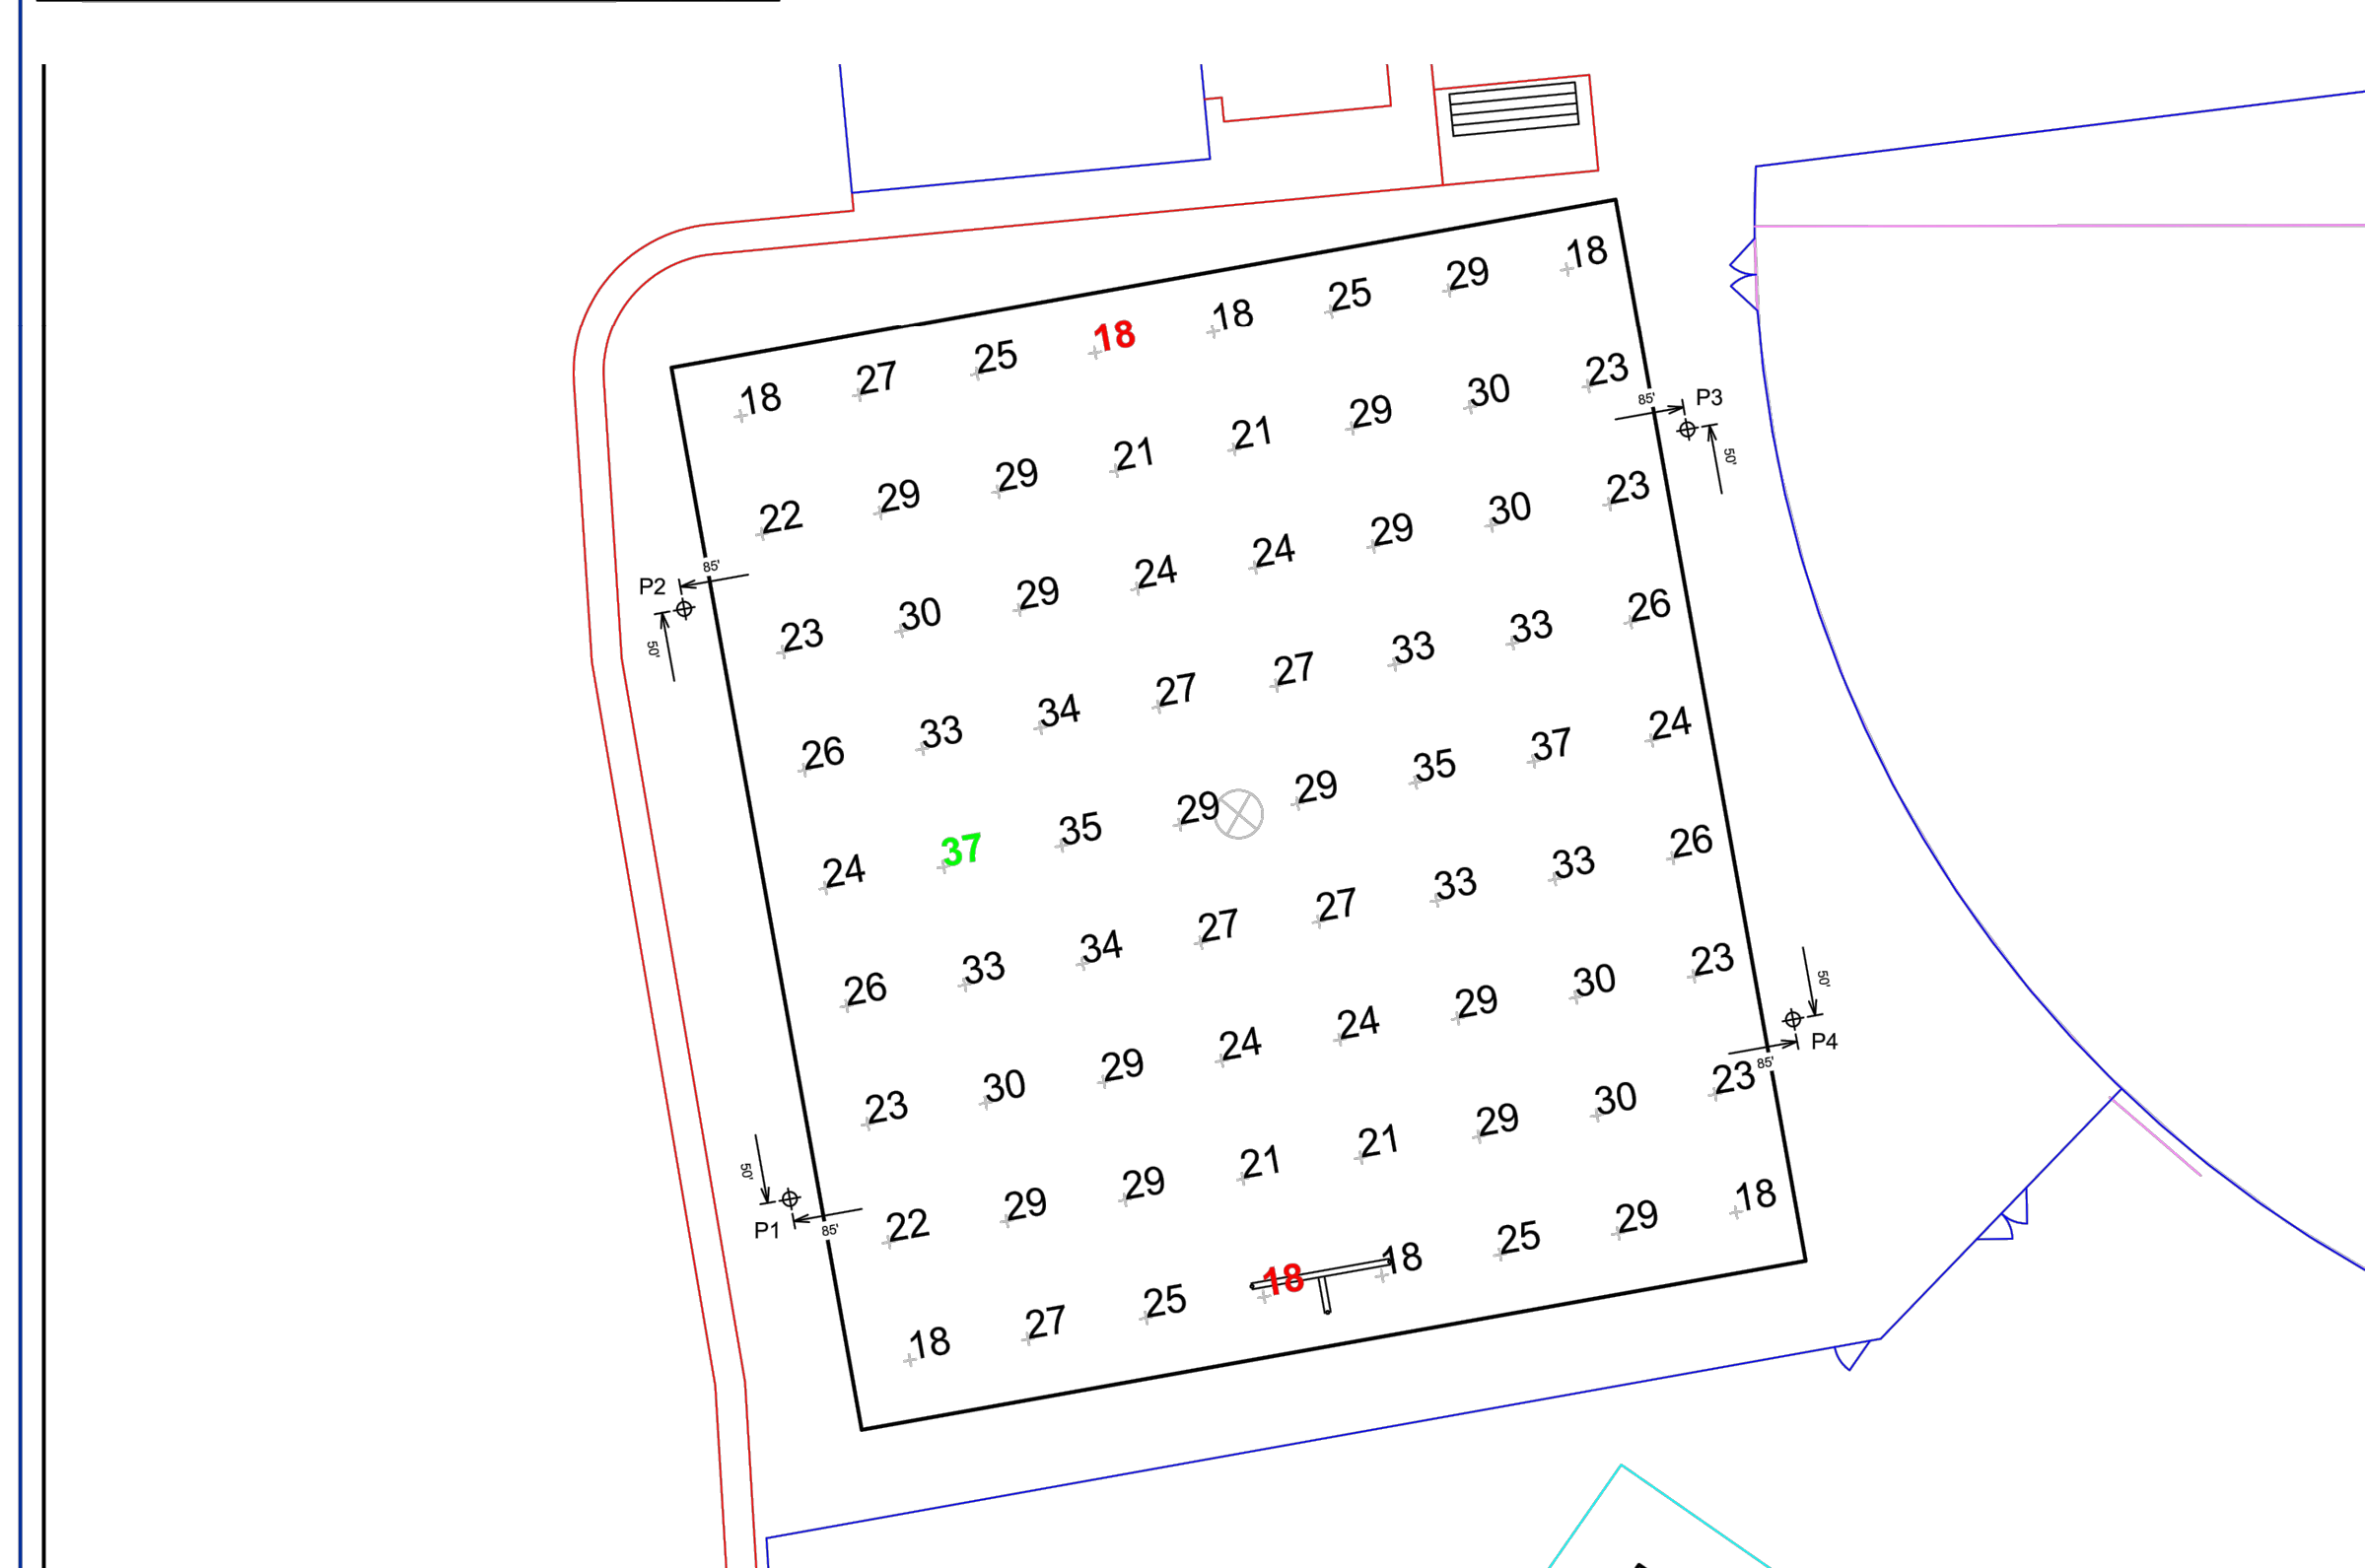 18 27 25 18 18 25 29 18
22 29 29 21 21 29 30 23
85' P3
50'
23 30 29 24 24 29 30 23
P2 85'
50'
26 33 34 27 27 33 33 26
24 37 35 29 29 35 37 24
26 33 34 27 27 33 33 26
23 30 29 24 24 29 30 23
50'
P4
85'
22 29 29 21 21 29 30 23
50'
P1 85'
18 27 25 18 18 25 29 18